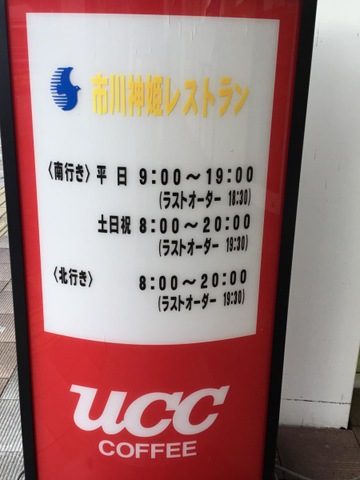 市川神姫レストラン
〈南行き〉平日 9:00～19:00
(ラストオーダー 18:30)
土日祝 8:00～20:00
(ラストオーダー 19:30)
〈北行き〉 8:00～20:00
(ラストオーダー 19:30)
UCC
COFFEE